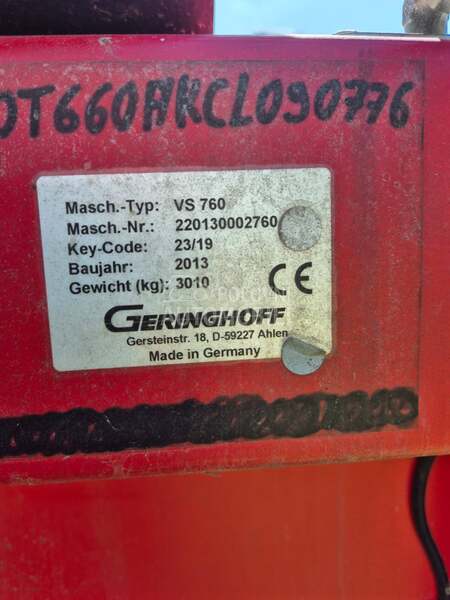 OT660AKCL090776
Masch.-Typ: VS 760
Masch.-Nr.: 220130002760
Key-Code: 23/19
Baujahr: 2013
Gewicht (kg): 3010
CE
GERINGHOFF
Gersteinstr. 18, D-59227 Ahlen
Made in Germany